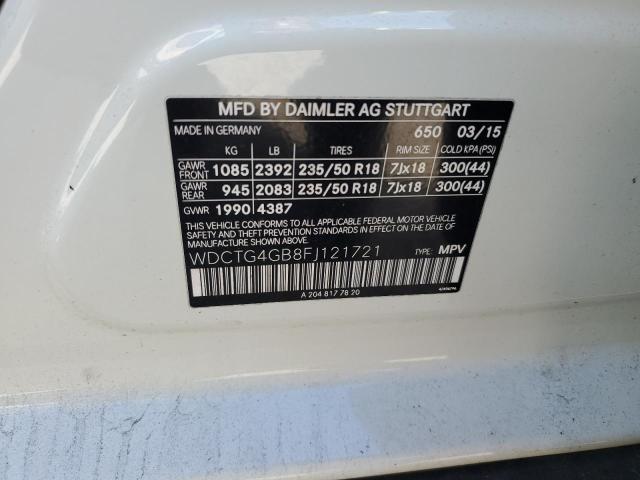 MFD BY DAIMLER AG STUTTGART
MADE IN GERMANY 650 03/15
KG LB TIRES RIM SIZE COLD KPA (PSI)
GAWR FRONT 1085 2392 235/50 R18 7Jx18 300(44)
GAWR REAR 945 2083 235/50 R18 7Jx18 300(44)
GVWR 1990 4387
THIS VEHICLE CONFORMS TO ALL APPLICABLE FEDERAL MOTOR VEHICLE
SAFETY, BUMPER, AND THEFT PREVENTION STANDARDS IN EFFECT
ON THE DATE OF MANUFACTURE SHOWN ABOVE.
WDCTG4GB8FJ121721 TYPE: MPV
A 204 817 78 20